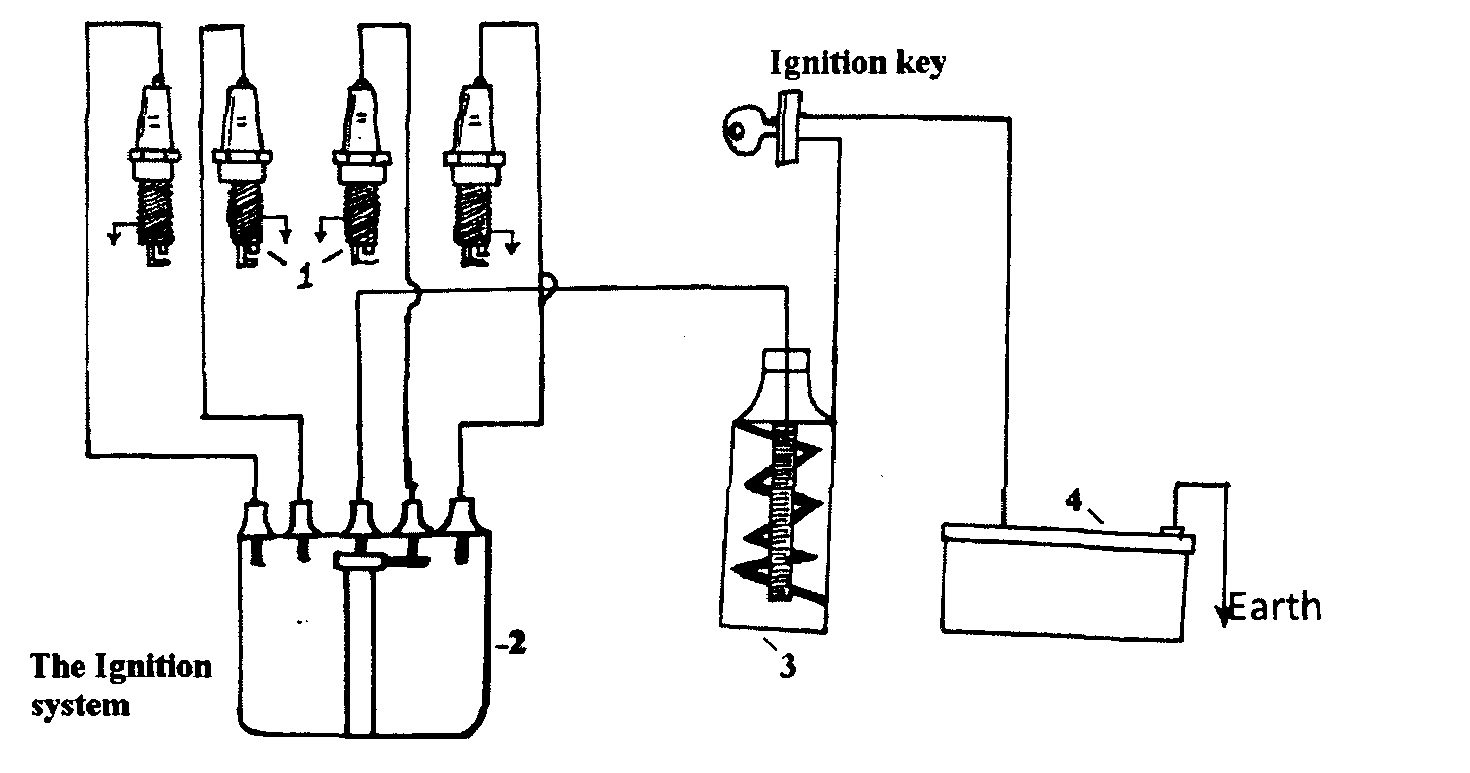 Ignition key
1
4
Earth
-2
3
The Ignition
system